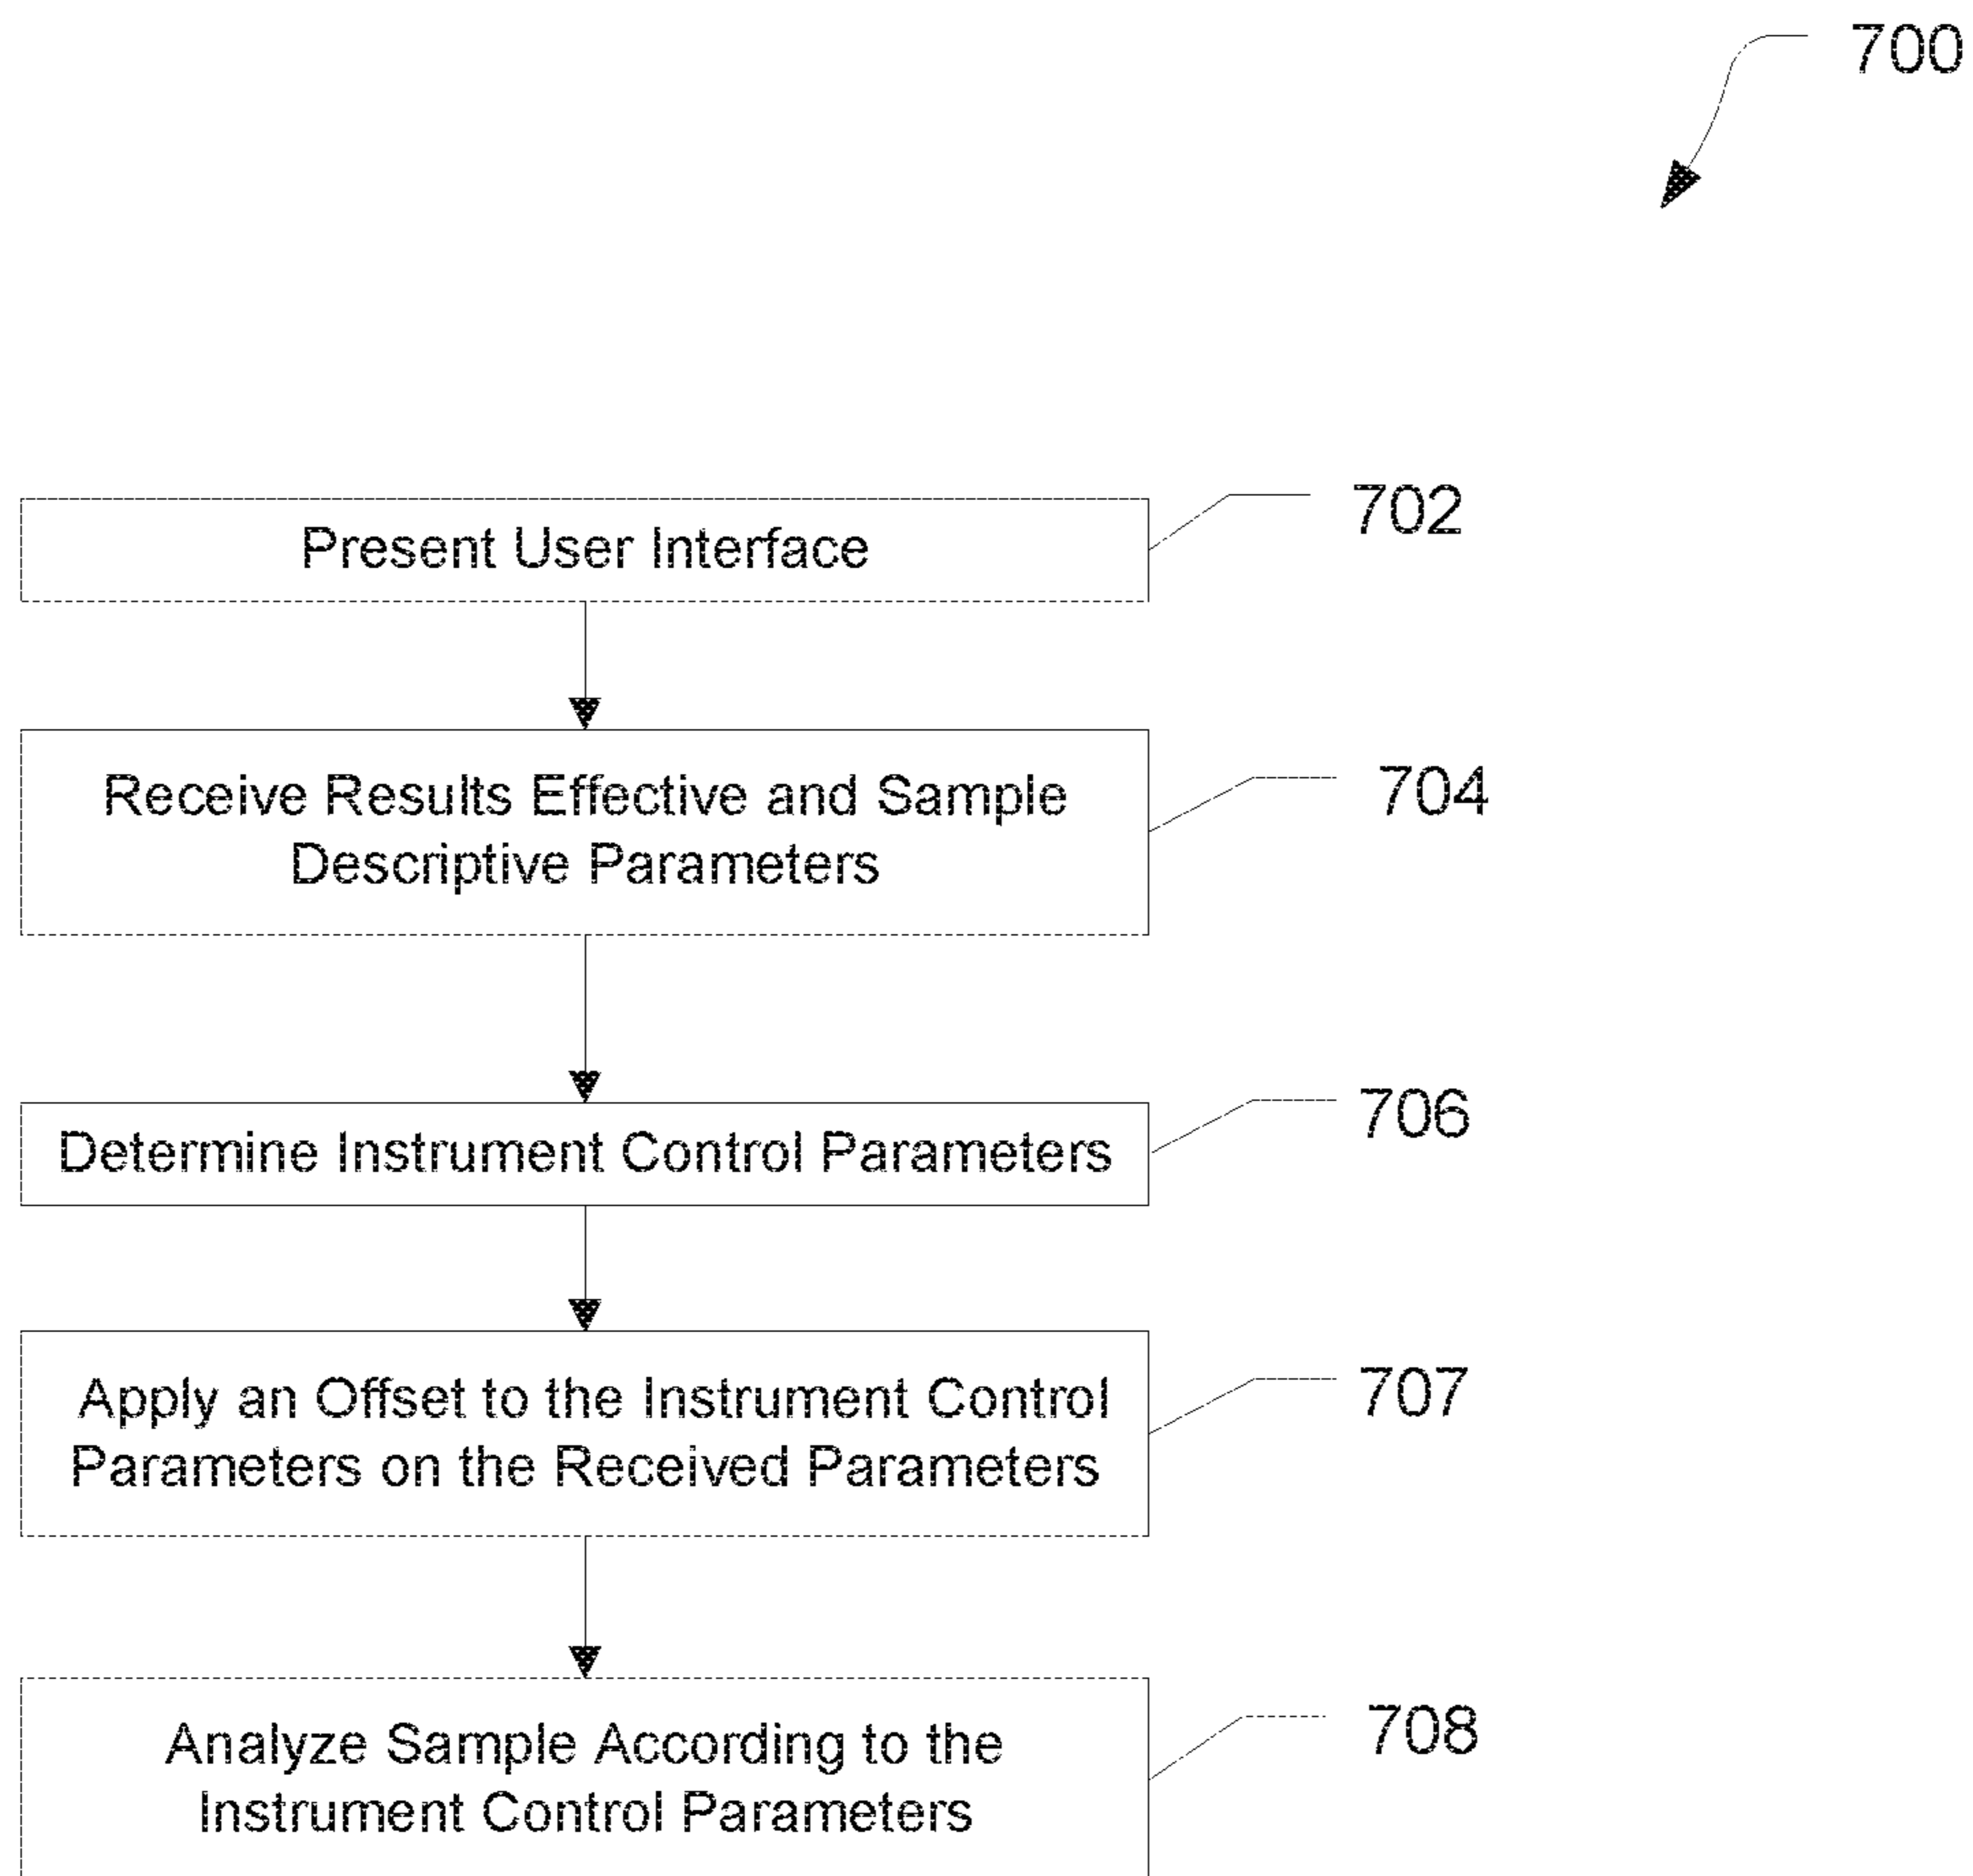 700
Present User Interface
702
Receive Results Effective and Sample
Descriptive Parameters
704
Determine Instrument Control Parameters
706
Apply an Offset to the Instrument Control
Parameters on the Received Parameters
707
Analyze Sample According to the
Instrument Control Parameters
708